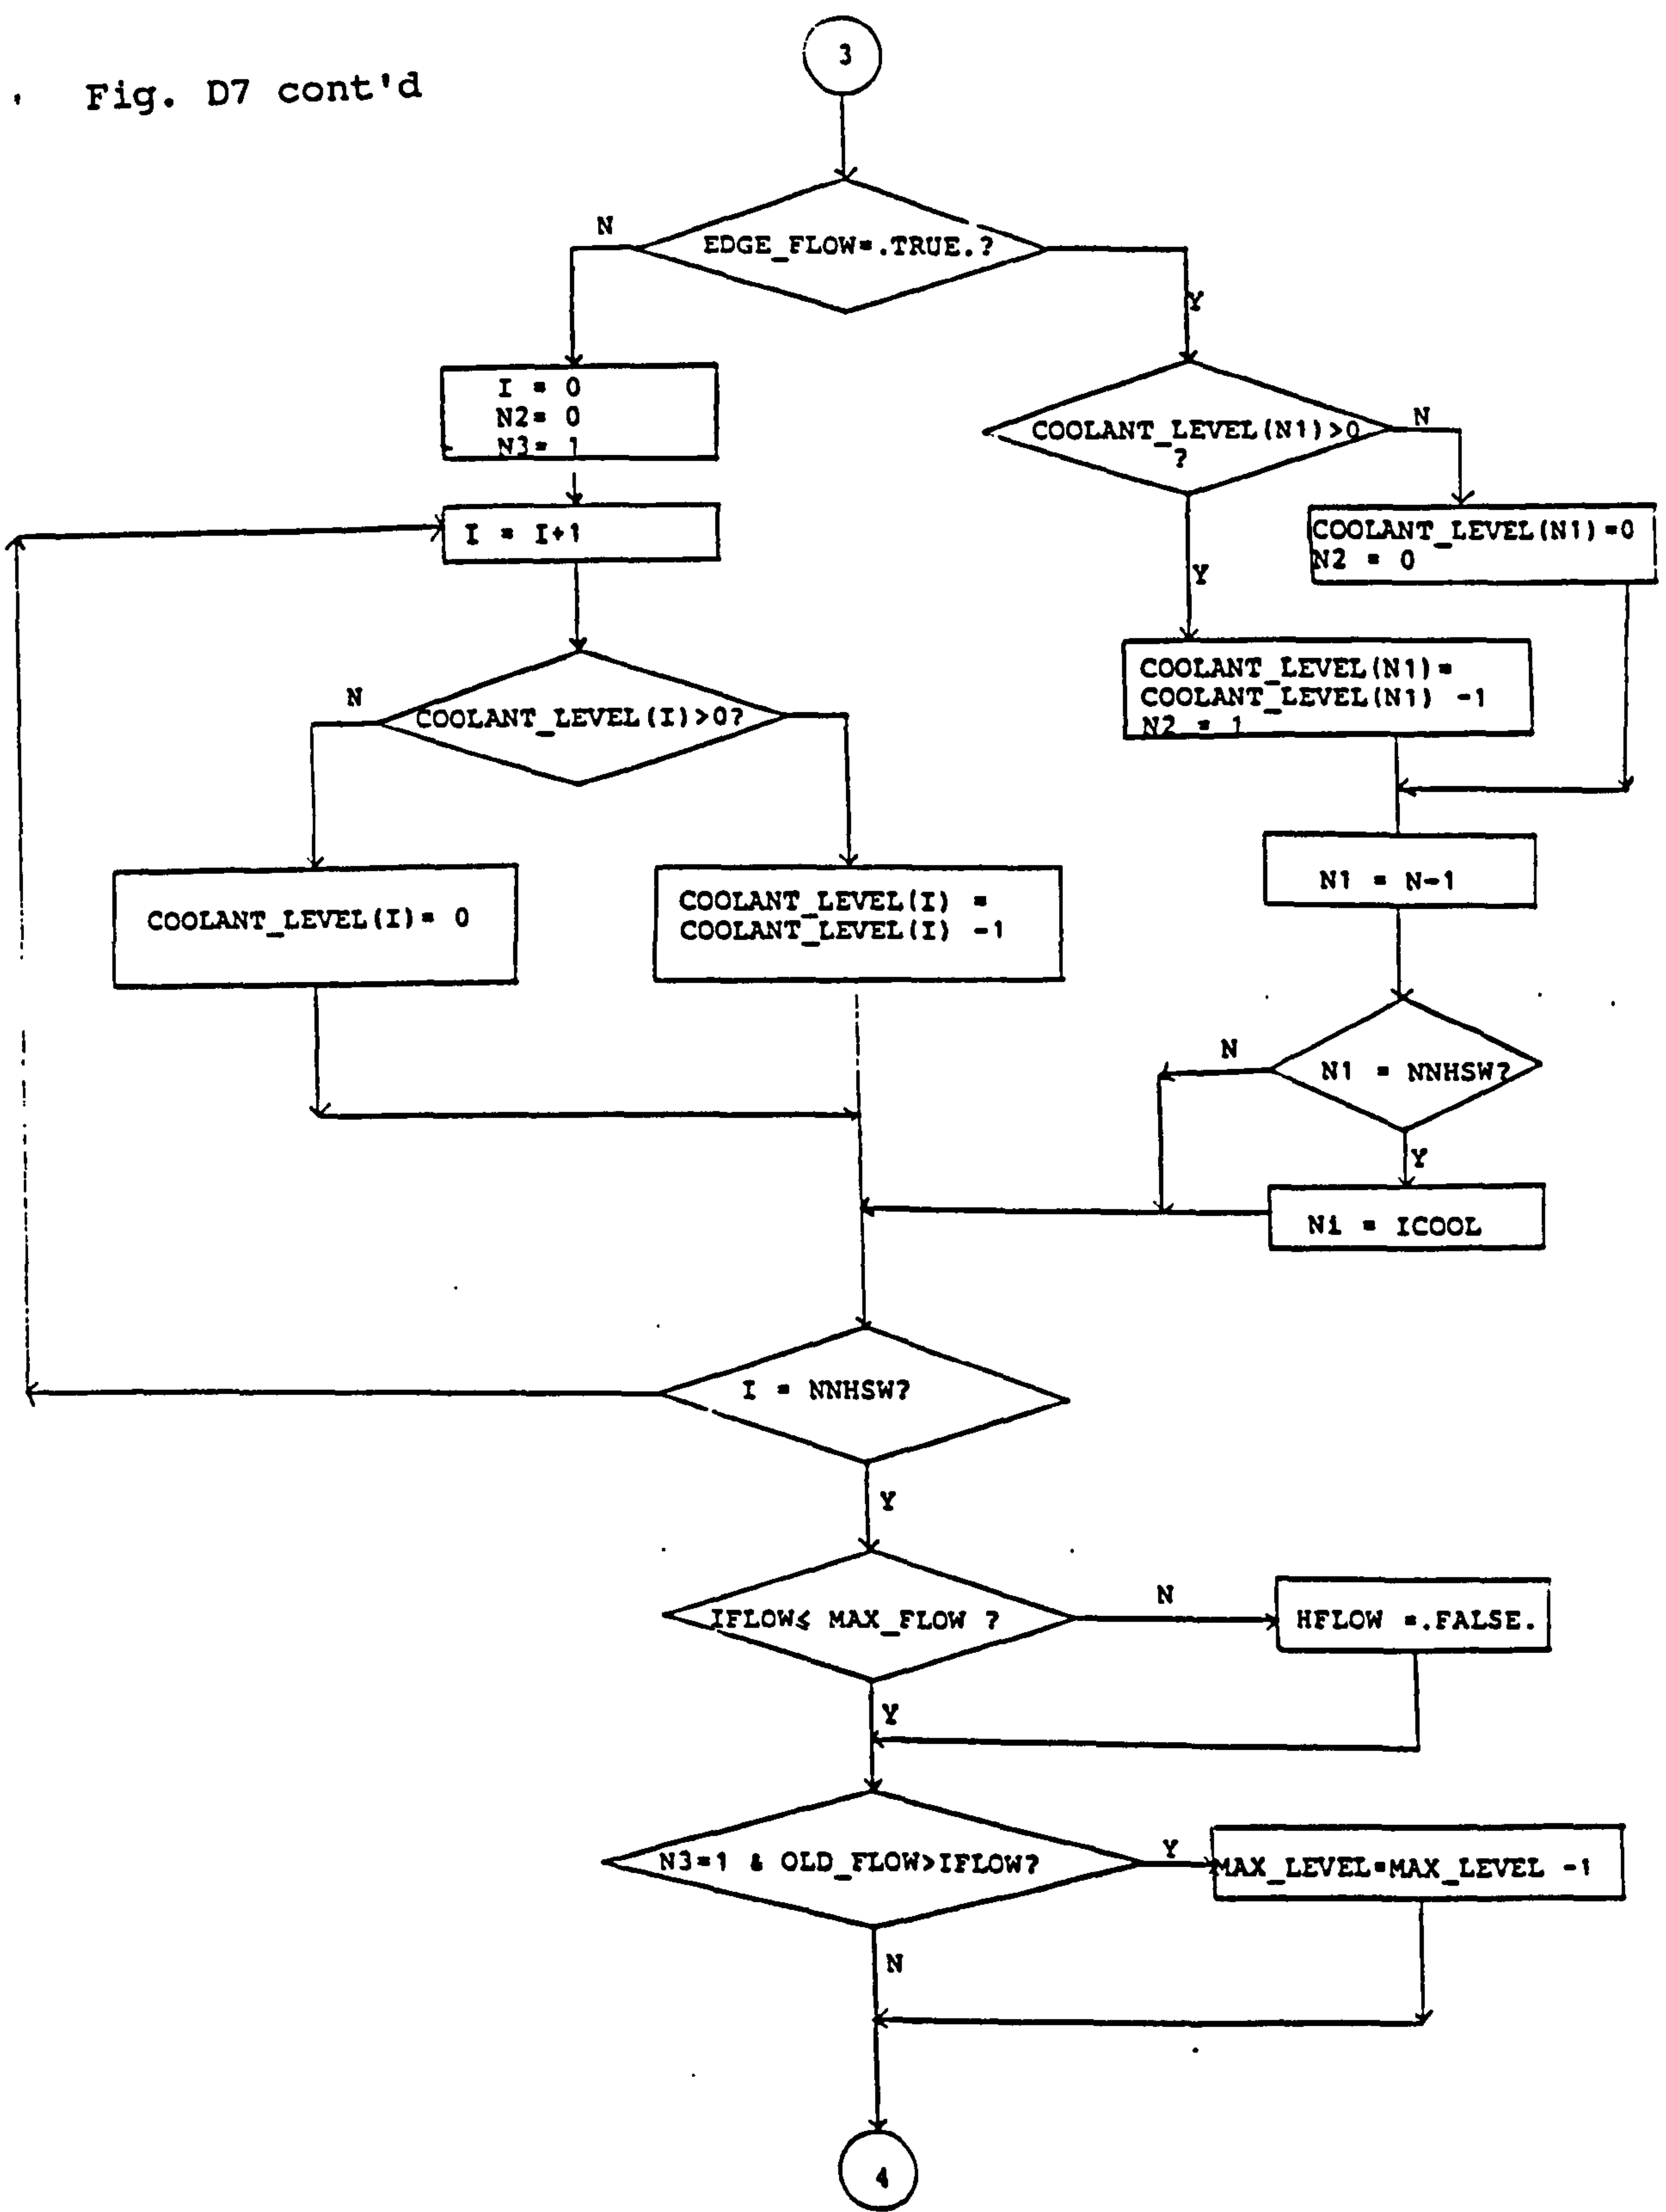 Fig. D7 cont'd
3
EDGE_FLOW=.TRUE.?
N
Y
I = 0
N2= 0
N3= 1
COOLANT_LEVEL(N1)>0
?
N
I = I+1
COOLANT_LEVEL(N1)=0
N2 = 0
Y
COOLANT_LEVEL(N1)=
COOLANT_LEVEL(N1) -1
N2 = 1
N
COOLANT_LEVEL(I)>0?
COOLANT_LEVEL(I)= 0
COOLANT_LEVEL(I) =
COOLANT_LEVEL(I) -1
N1 = N-1
N
N1 = NNHSW?
Y
N1 = ICOOL
I = NNHSW?
Y
IFLOW≤ MAX_FLOW ?
N
HFLOW =.FALSE.
Y
N3=1 & OLD_FLOW>IFLOW?
Y
MAX_LEVEL=MAX_LEVEL -1
N
4